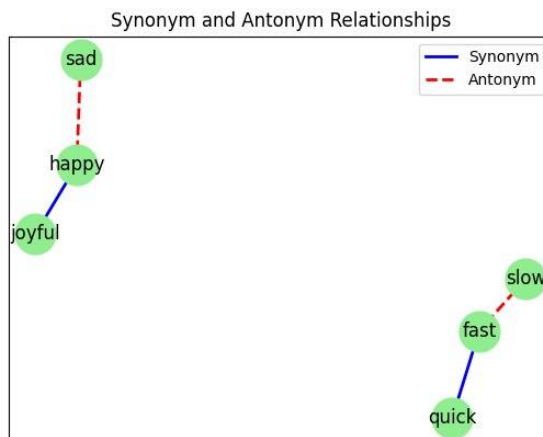 Synonym and Antonym Relationships
sad
Synonym
Antonym
happy
joyful
slow
fast
quick